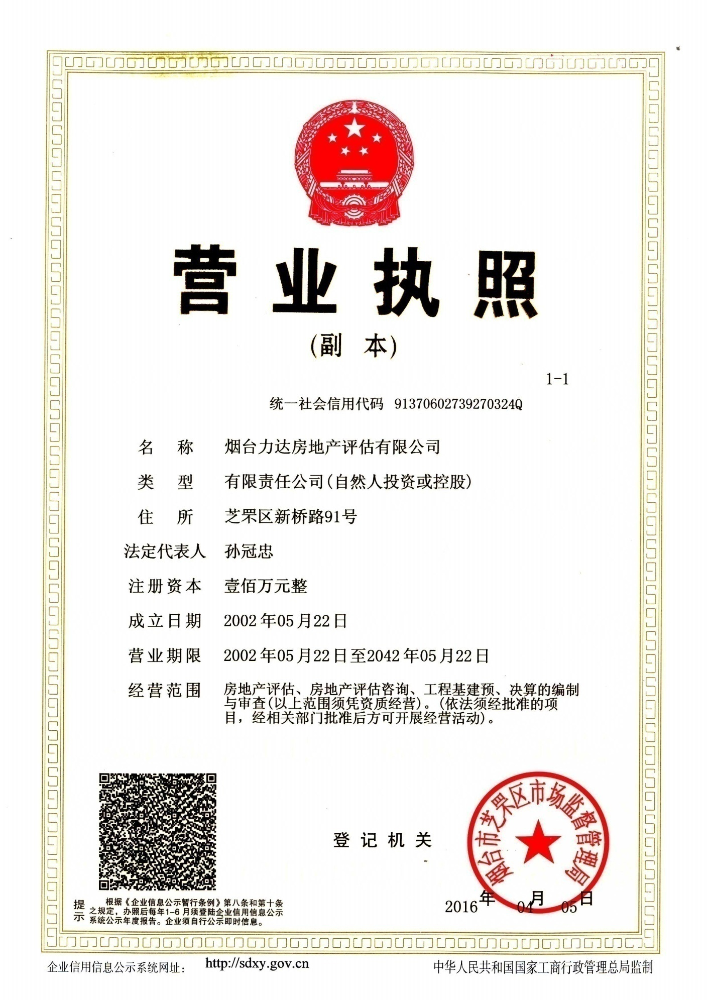 营业执照
(副 本)
1-1
统一社会信用代码 91370602739270324Q
名 称 烟台力达房地产评估有限公司
类 型 有限责任公司(自然人投资或控股)
住 所 芝罘区新桥路91号
法定代表人 孙冠忠
注册资本 壹佰万元整
成立日期 2002年05月22日
营业期限 2002年05月22日至2042年05月22日
经营范围 房地产评估、房地产评估咨询、工程基建预、决算的编制
与审查(以上范围须凭资质经营)。(依法须经批准的项
目，经相关部门批准后方可开展经营活动)。
烟台市芝罘区市场监督管理局
登记机关
2016年04月05日
提示 根据《企业信息公示暂行条例》第八条和第十条
之规定，办照后每年1-6月须登陆企业信用信息公示
系统公示年度报告。企业须自行公示即时信息。
企业信用信息公示系统网址： http://sdxy.gov.cn 中华人民共和国国家工商行政管理总局监制